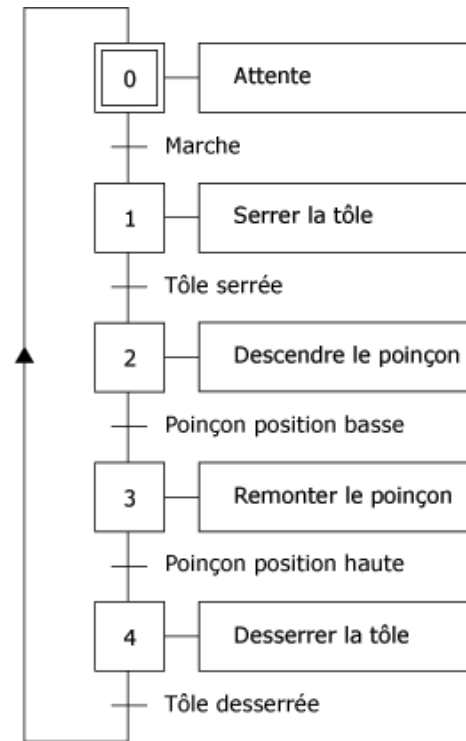 0
Attente
Marche
1
Serrer la tôle
Tôle serrée
2
Descendre le poinçon
Poinçon position basse
3
Remonter le poinçon
Poinçon position haute
4
Desserrer la tôle
Tôle desserrée